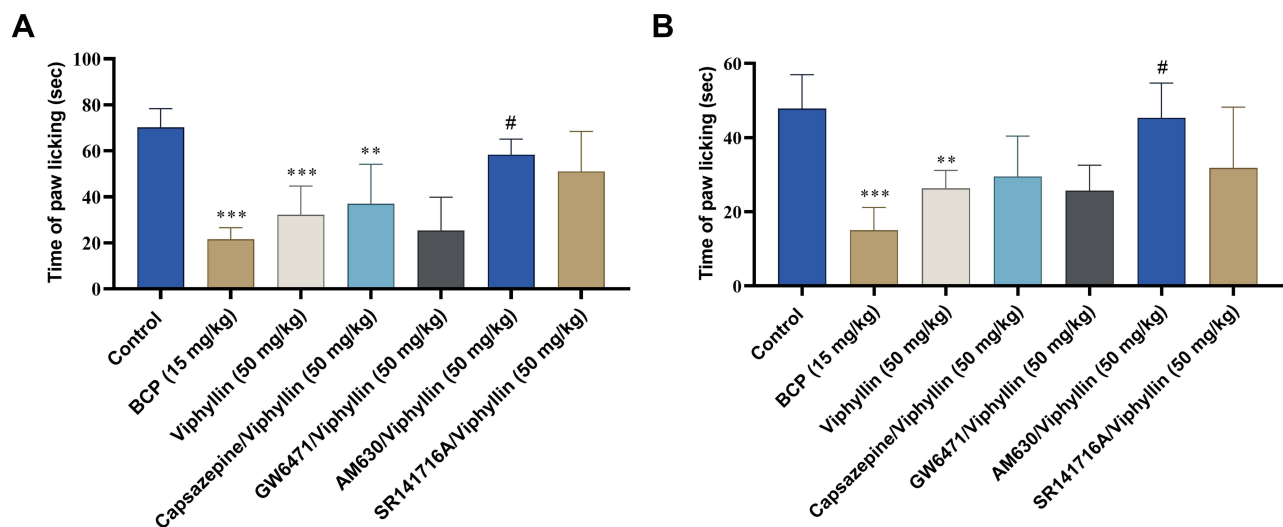 A
Time of paw licking (sec)
100
80
60
40
20
0
***
***
**
#
Control
BCP (15 mg/kg)
Viphyllin (50 mg/kg)
Capsazepine/Viphyllin (50 mg/kg)
GW6471/Viphyllin (50 mg/kg)
AM630/Viphyllin (50 mg/kg)
SR141716A/Viphyllin (50 mg/kg)
B
Time of paw licking (sec)
60
40
20
0
***
**
#
Control
BCP (15 mg/kg)
Viphyllin (50 mg/kg)
Capsazepine/Viphyllin (50 mg/kg)
GW6471/Viphyllin (50 mg/kg)
AM630/Viphyllin (50 mg/kg)
SR141716A/Viphyllin (50 mg/kg)